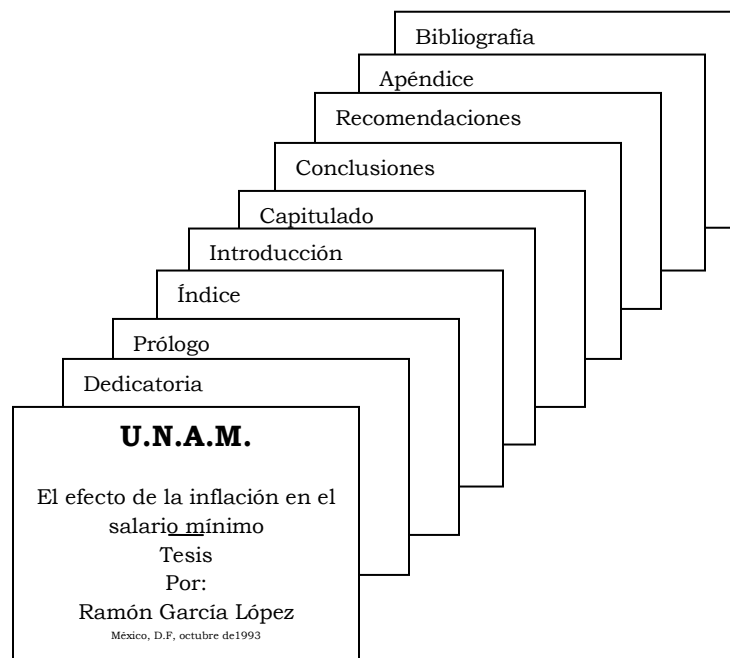 Bibliografía
Apéndice
Recomendaciones
Conclusiones
Capitulado
Introducción
Índice
Prólogo
Dedicatoria
U.N.A.M.
El efecto de la inflación en el
salario mínimo
Tesis
Por:
Ramón García López
México, D.F, octubre de1993